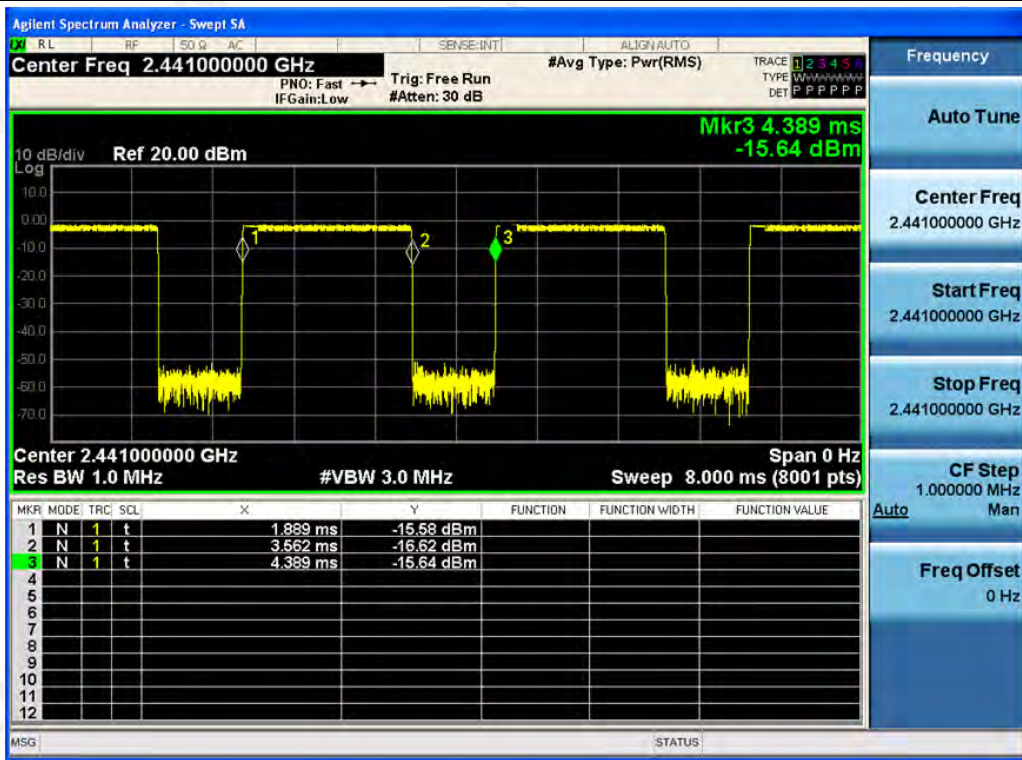 Agilent Spectrum Analyzer - Swept SA
LXI RL RF 50 Ω AC SENSE:INT ALIGN AUTO
Center Freq 2.441000000 GHz
#Avg Type: Pwr(RMS)
TRACE 1 2 3 4 5 6
PNO: Fast
Trig: Free Run
TYPE
IFGain:Low
#Atten: 30 dB
DET P P P P P P
Mkr3 4.389 ms
-15.64 dBm
10 dB/div Ref 20.00 dBm
Log
10.0
0.00
1 2 3
-10.0
-20.0
-30.0
-40.0
-50.0
-60.0
-70.0
Center 2.441000000 GHz Span 0 Hz
Res BW 1.0 MHz #VBW 3.0 MHz Sweep 8.000 ms (8001 pts)
MKR MODE TRC SCL X Y FUNCTION FUNCTION WIDTH FUNCTION VALUE
1 N 1 t 1.889 ms -15.58 dBm
2 N 1 t 3.562 ms -16.62 dBm
3 N 1 t 4.389 ms -15.64 dBm
4
5
6
7
8
9
10
11
12
MSG STATUS
Frequency
Auto Tune
Center Freq
2.441000000 GHz
Start Freq
2.441000000 GHz
Stop Freq
2.441000000 GHz
CF Step
1.000000 MHz
Auto Man
Freq Offset
0 Hz